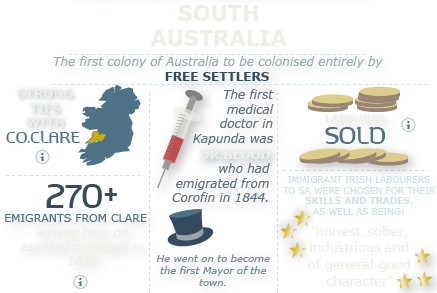 SOUTH
AUSTRALIA
The first colony of Australia to be colonised entirely by
FREE SETTLERS
STRONG
TIES
WITH
CO.CLARE
270+
EMIGRANTS FROM CLARE
arrived here on
assisted passages in
The first
medical
doctor in
Kapunda was
DR.BLOOD
who had
emigrated from
Corofin in 1844.
He went on to become
the first Mayor of the
town.
LAND WAS
SOLD
IMMIGRANT IRISH LABOURERS
TO SA WERE CHOSEN FOR THEIR
SKILLS AND TRADES,
AS WELL AS BEING:
"honest, sober,
industrious and
of general good
character"